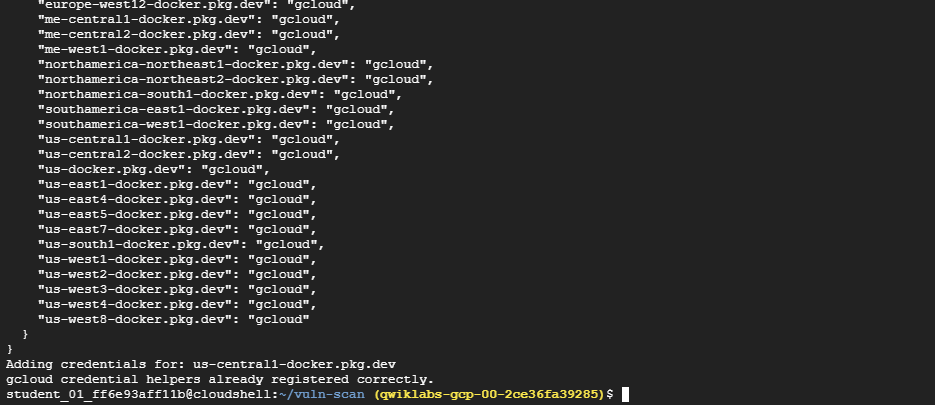 "europe-west12-docker.pkg.dev": "gcloud",
"me-central1-docker.pkg.dev": "gcloud",
"me-central2-docker.pkg.dev": "gcloud",
"me-west1-docker.pkg.dev": "gcloud",
"northamerica-northeast1-docker.pkg.dev": "gcloud",
"northamerica-northeast2-docker.pkg.dev": "gcloud",
"northamerica-south1-docker.pkg.dev": "gcloud",
"southamerica-east1-docker.pkg.dev": "gcloud",
"southamerica-west1-docker.pkg.dev": "gcloud",
"us-central1-docker.pkg.dev": "gcloud",
"us-central2-docker.pkg.dev": "gcloud",
"us-docker.pkg.dev": "gcloud",
"us-east1-docker.pkg.dev": "gcloud",
"us-east4-docker.pkg.dev": "gcloud",
"us-east5-docker.pkg.dev": "gcloud",
"us-east7-docker.pkg.dev": "gcloud",
"us-south1-docker.pkg.dev": "gcloud",
"us-west1-docker.pkg.dev": "gcloud",
"us-west2-docker.pkg.dev": "gcloud",
"us-west3-docker.pkg.dev": "gcloud",
"us-west4-docker.pkg.dev": "gcloud",
"us-west8-docker.pkg.dev": "gcloud"
}
}
Adding credentials for: us-central1-docker.pkg.dev
gcloud credential helpers already registered correctly.
student_01_ff6e93aff11b@cloudshell:~/vuln-scan (qwiklabs-gcp-00-2ce36fa39285)$